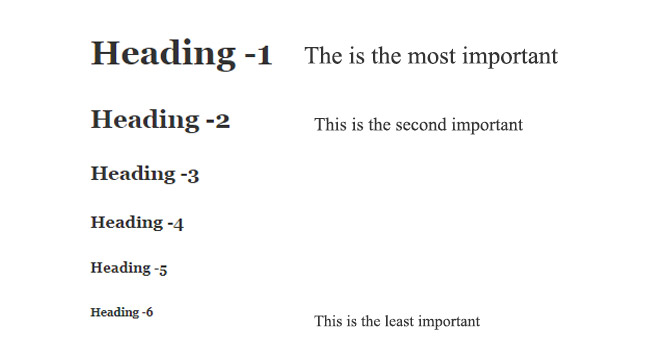 Heading -1 The is the most important
Heading -2 This is the second important
Heading -3
Heading -4
Heading -5
Heading -6 This is the least important